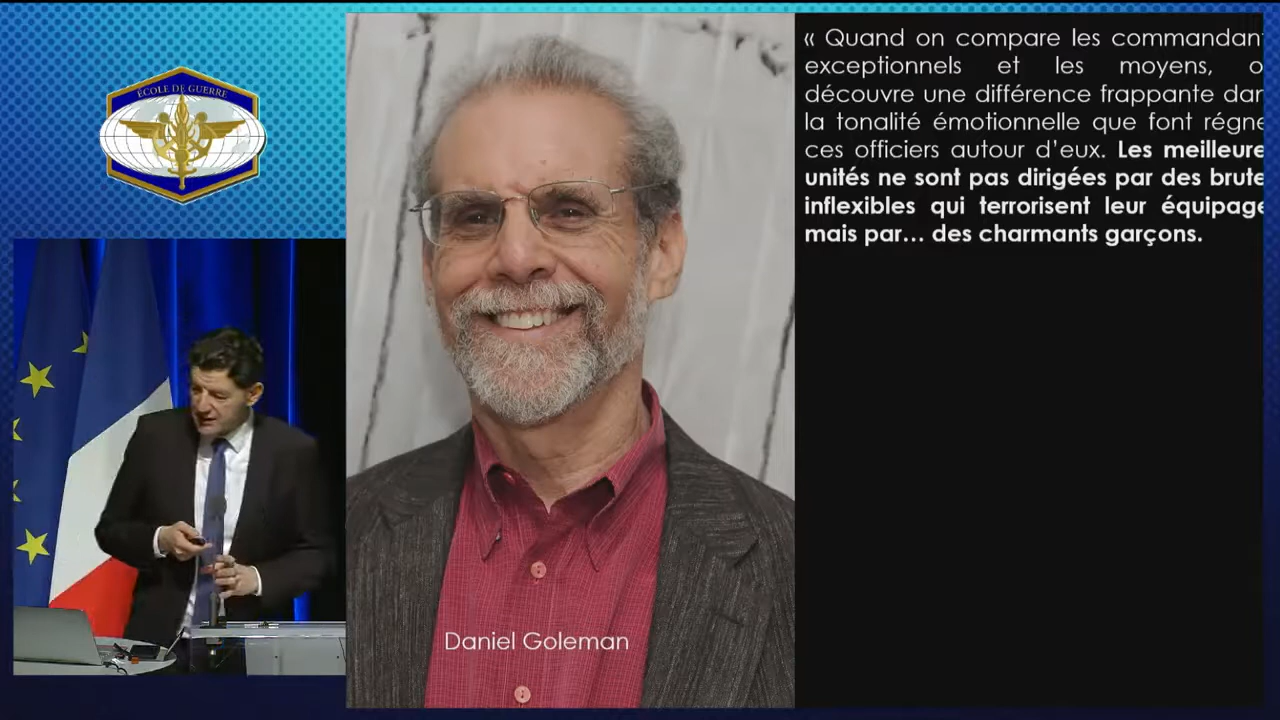 ÉCOLE DE GUERRE
« Quand on compare les commandan
exceptionnels et les moyens, o
découvre une différence frappante dan
la tonalité émotionnelle que font régne
ces officiers autour d'eux. Les meilleure
unités ne sont pas dirigées par des brute
inflexibles qui terrorisent leur équipage
mais par... des charmants garçons.
Daniel Goleman